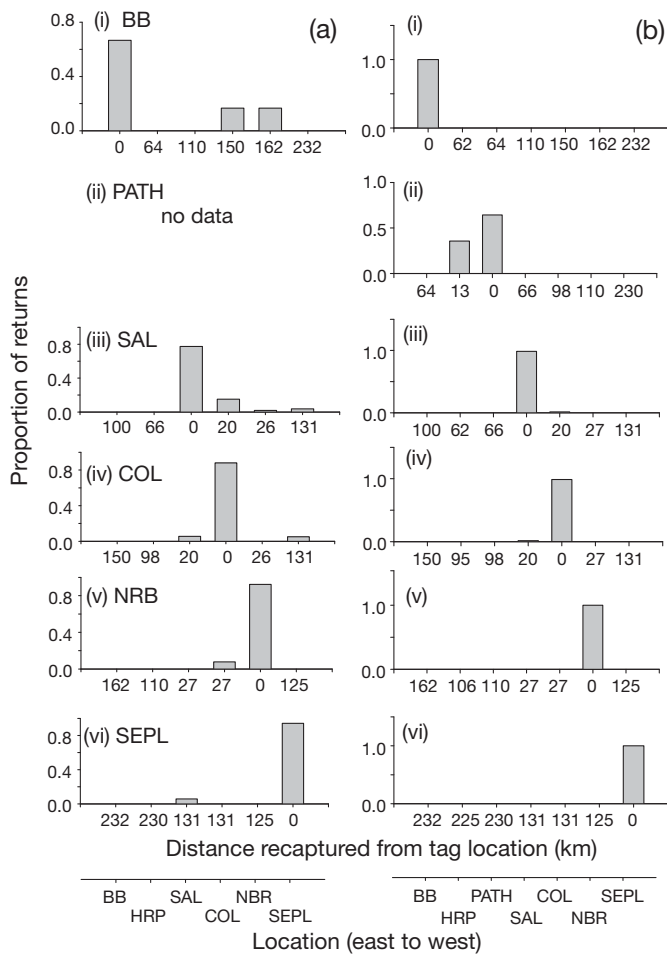 (a)
(i) BB
0.8
0.4
0.0
0 64 110 150 162 232
(b)
(i)
1.0
1.0
0.0
0 62 64 110 150 162 232
(ii) PATH
no data
(ii)
1.0
0.5
0.0
64 13 0 66 98 110 230
Proportion of returns
(iii) SAL
0.8
0.4
0.0
100 66 0 20 26 131
(iii)
1.0
0.0
100 62 66 0 20 27 131
(iv) COL
0.8
0.4
0.0
150 98 20 0 26 131
(iv)
1.0
0.0
150 95 98 20 0 27 131
(v) NRB
0.8
0.4
0.0
162 110 27 27 0 125
(v)
1.0
0.0
162 106 110 27 27 0 125
(vi) SEPL
0.8
0.4
0.0
232 230 131 131 125 0
(vi)
1.0
0.0
232 225 230 131 131 125 0
Distance recaptured from tag location (km)
BB SAL NBR
HRP COL SEPL
BB PATH COL SEPL
HRP SAL NBR
Location (east to west)